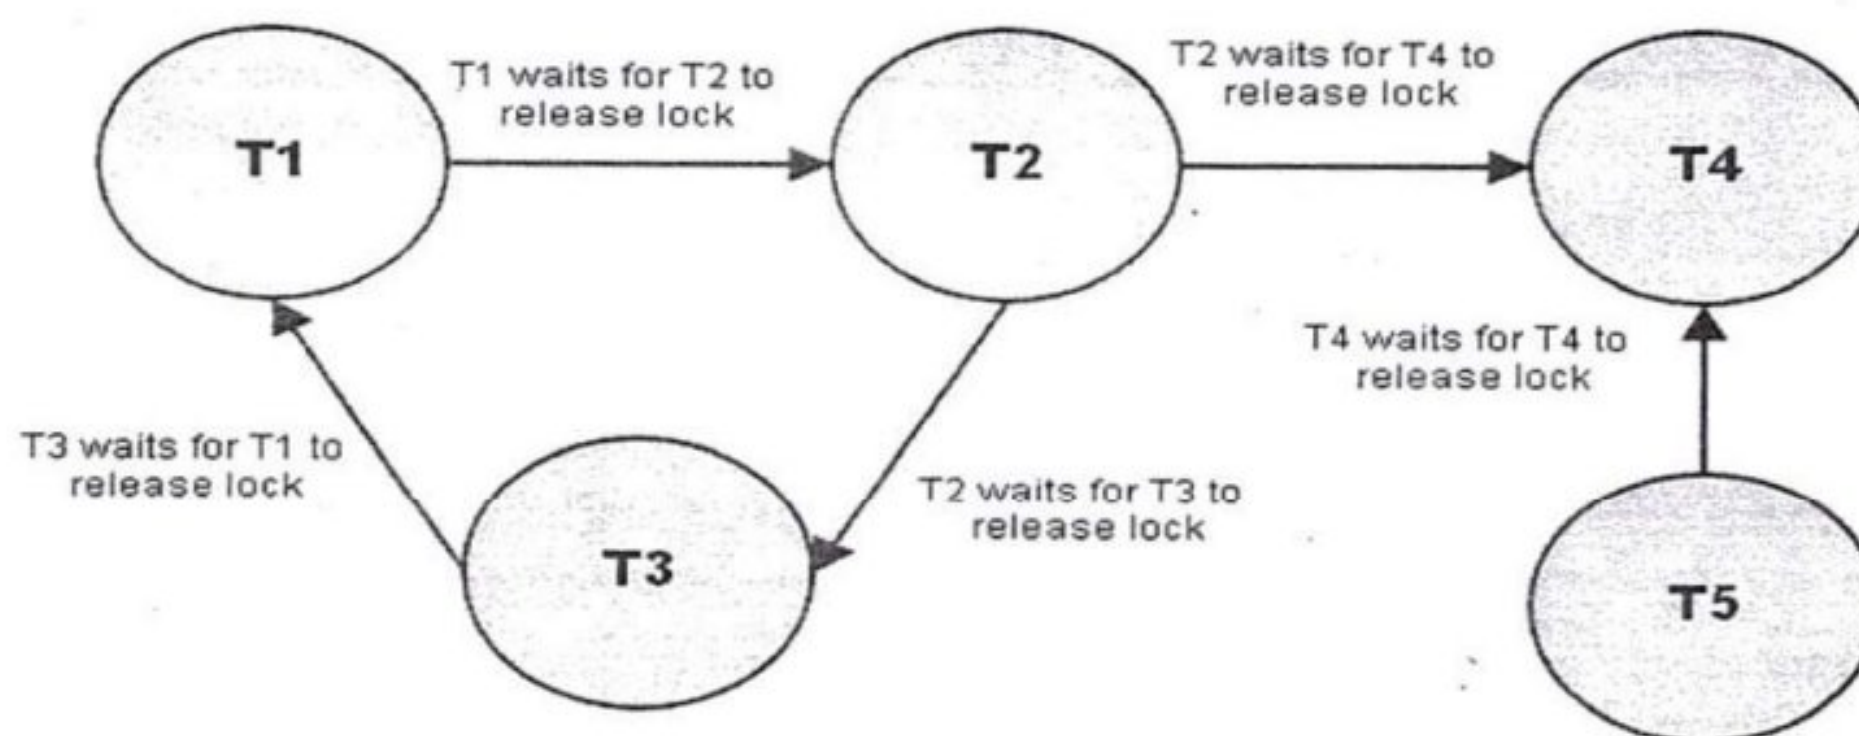 T1 waits for T2 to
release lock
T2 waits for T4 to
release lock
T1
T2
T4
T4 waits for T4 to
release lock
T3 waits for T1 to
release lock
T2 waits for T3 to
release lock
T3
T5